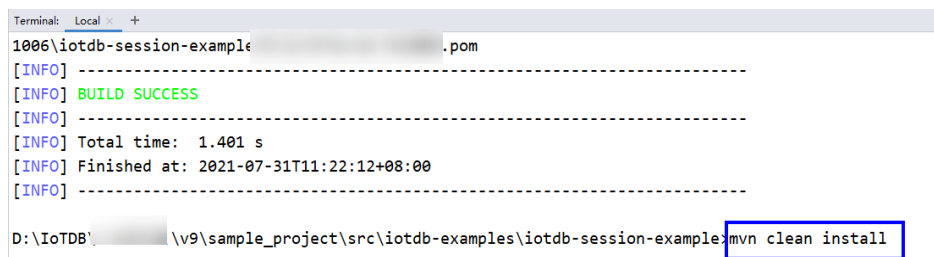 Terminal: Local × +
1006\iotdb-session-example .pom
[INFO] ------------------------------------------------------------------------
[INFO] BUILD SUCCESS
[INFO] ------------------------------------------------------------------------
[INFO] Total time:  1.401 s
[INFO] Finished at: 2021-07-31T11:22:12+08:00
[INFO] ------------------------------------------------------------------------
D:\IoTDB\ \v9\sample_project\src\iotdb-examples\iotdb-session-example>mvn clean install